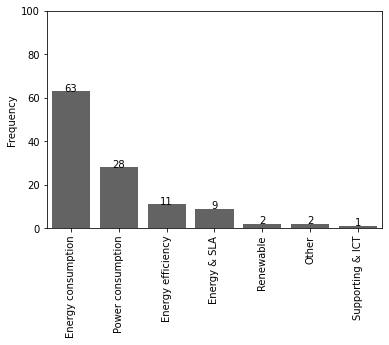 100
80
60
40
20
0
Frequency
63
28
11
9
2
2
1
Energy consumption
Power consumption
Energy efficiency
Energy & SLA
Renewable
Other
Supporting & ICT